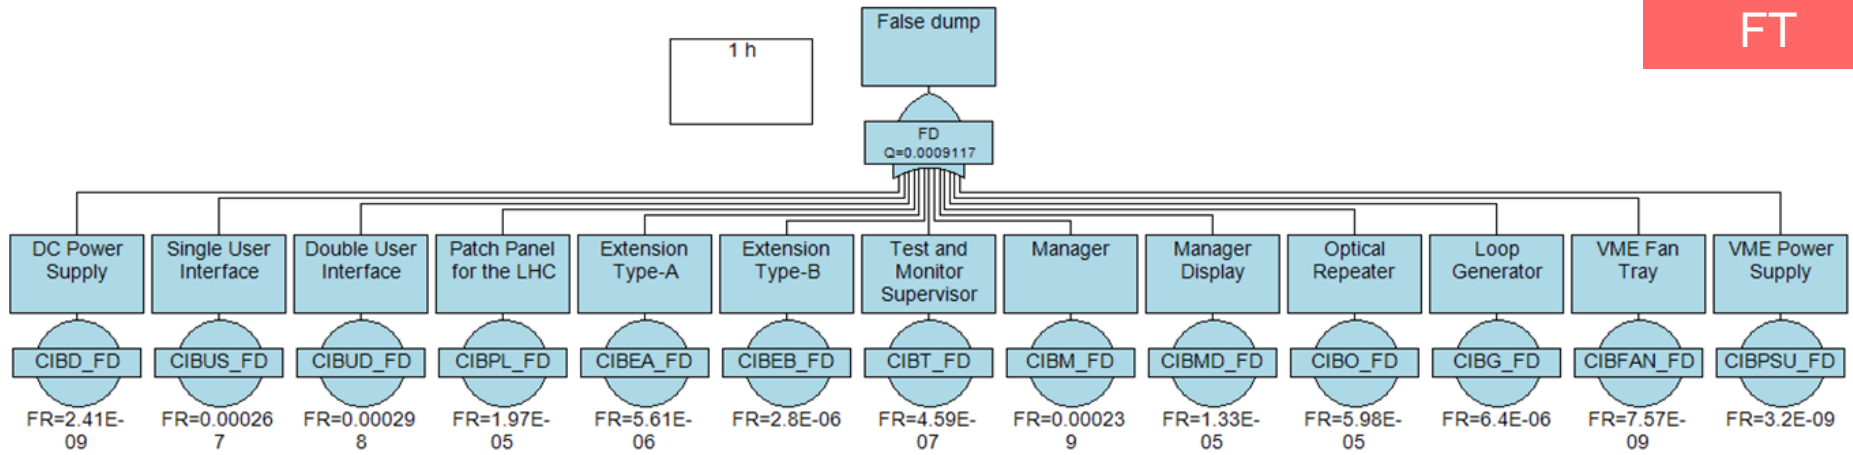 False dump
FT
1 h
FD
Q=0.0009117
DC Power
Supply
Single User
Interface
Double User
Interface
Patch Panel
for the LHC
Extension
Type-A
Extension
Type-B
Test and
Monitor
Supervisor
Manager
Manager
Display
Optical
Repeater
Loop
Generator
VME Fan
Tray
VME Power
Supply
CIBD_FD
CIBUS_FD
CIBUD_FD
CIBPL_FD
CIBEA_FD
CIBEB_FD
CIBT_FD
CIBM_FD
CIBMD_FD
CIBO_FD
CIBG_FD
CIBFAN_FD
CIBPSU_FD
FR=2.41E-
09
FR=0.00026
7
FR=0.00029
8
FR=1.97E-
05
FR=5.61E-
06
FR=2.8E-06
FR=4.59E-
07
FR=0.00023
9
FR=1.33E-
05
FR=5.98E-
05
FR=6.4E-06
FR=7.57E-
09
FR=3.2E-09